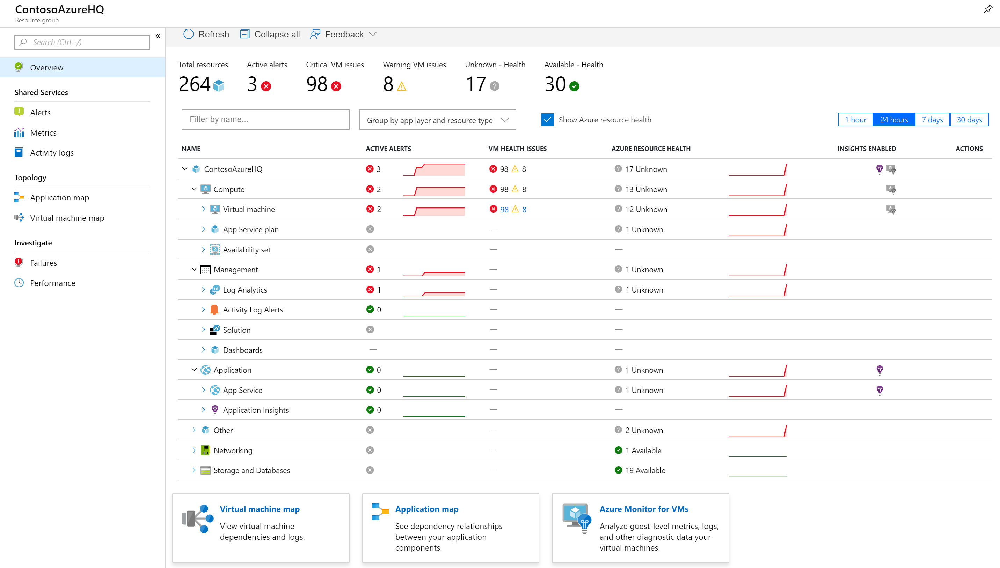 ContosoAzureHQ
Resource group
Search (Ctrl+/)
Overview
Shared Services
Alerts
Metrics
Activity logs
Topology
Application map
Virtual machine map
Investigate
Failures
Performance
Refresh Collapse all Feedback
Total resources Active alerts Critical VM issues Warning VM issues Unknown - Health Available - Health
264 3 98 8 17 30
Filter by name... Group by app layer and resource type Show Azure resource health 1 hour 24 hours 7 days 30 days
NAME ACTIVE ALERTS VM HEALTH ISSUES AZURE RESOURCE HEALTH INSIGHTS ENABLED ACTIONS
ContosoAzureHQ 3 98 8 17 Unknown
Compute 2 98 8 13 Unknown
Virtual machine 2 98 8 12 Unknown
App Service plan — 1 Unknown
Availability set — —
Management 1 — 1 Unknown
Log Analytics 1 — 1 Unknown
Activity Log Alerts 0 — —
Solution — —
Dashboards — — —
Application 0 — 1 Unknown
App Service 0 — 1 Unknown
Application Insights 0 — —
Other — 2 Unknown
Networking — 1 Available
Storage and Databases — 19 Available
Virtual machine map
View virtual machine
dependencies and logs.
Application map
See dependency relationships
between your application
components.
Azure Monitor for VMs
Analyze guest-level metrics, logs,
and other diagnostic data your
virtual machines.